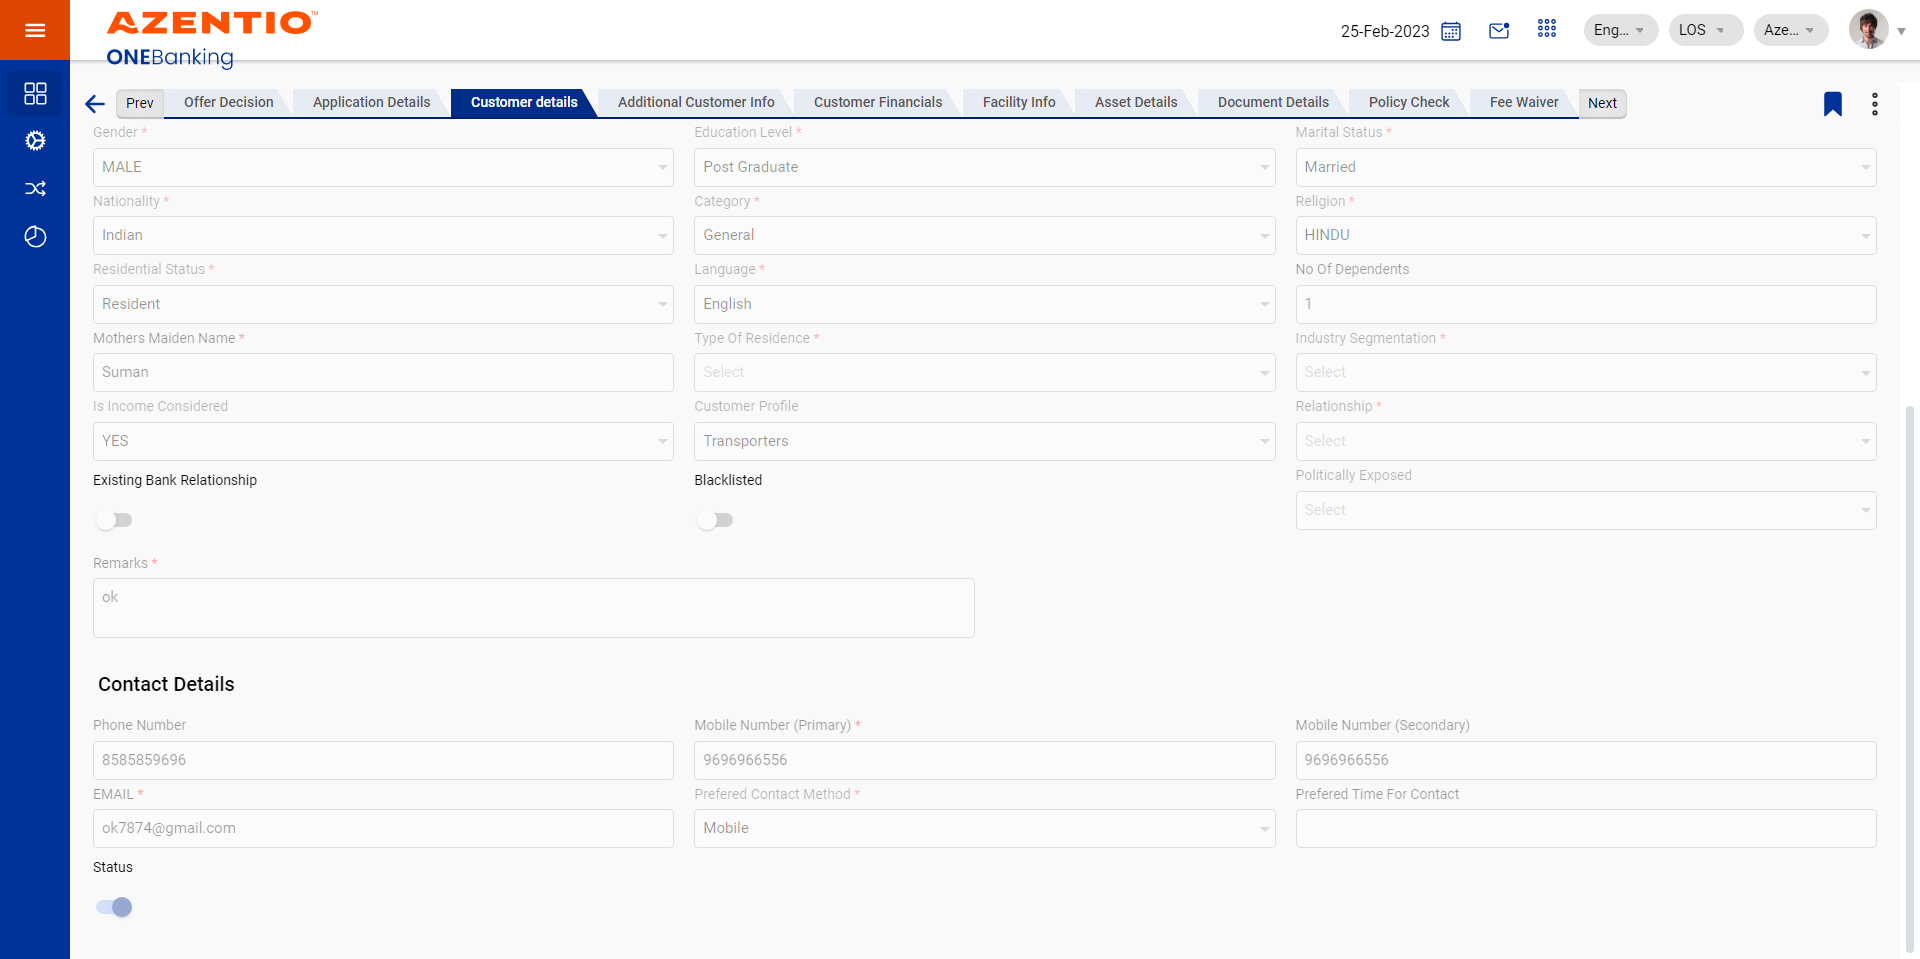 AZENTIO™
ONEBanking
25-Feb-2023
Eng...
LOS
Aze...
Prev
Offer Decision
Application Details
Customer details
Additional Customer Info
Customer Financials
Facility Info
Asset Details
Document Details
Policy Check
Fee Waiver
Next
Gender *
Education Level *
Marital Status *
MALE
Post Graduate
Married
Nationality *
Category *
Religion *
Indian
General
HINDU
Residential Status *
Language *
No Of Dependents
Resident
English
1
Mothers Maiden Name *
Type Of Residence *
Industry Segmentation *
Suman
Select
Select
Is Income Considered
Customer Profile
Relationship *
YES
Transporters
Select
Existing Bank Relationship
Blacklisted
Politically Exposed
Select
Remarks *
ok
Contact Details
Phone Number
Mobile Number (Primary) *
Mobile Number (Secondary)
8585859696
9696966556
9696966556
EMAIL *
Prefered Contact Method *
Prefered Time For Contact
ok7874@gmail.com
Mobile
Status